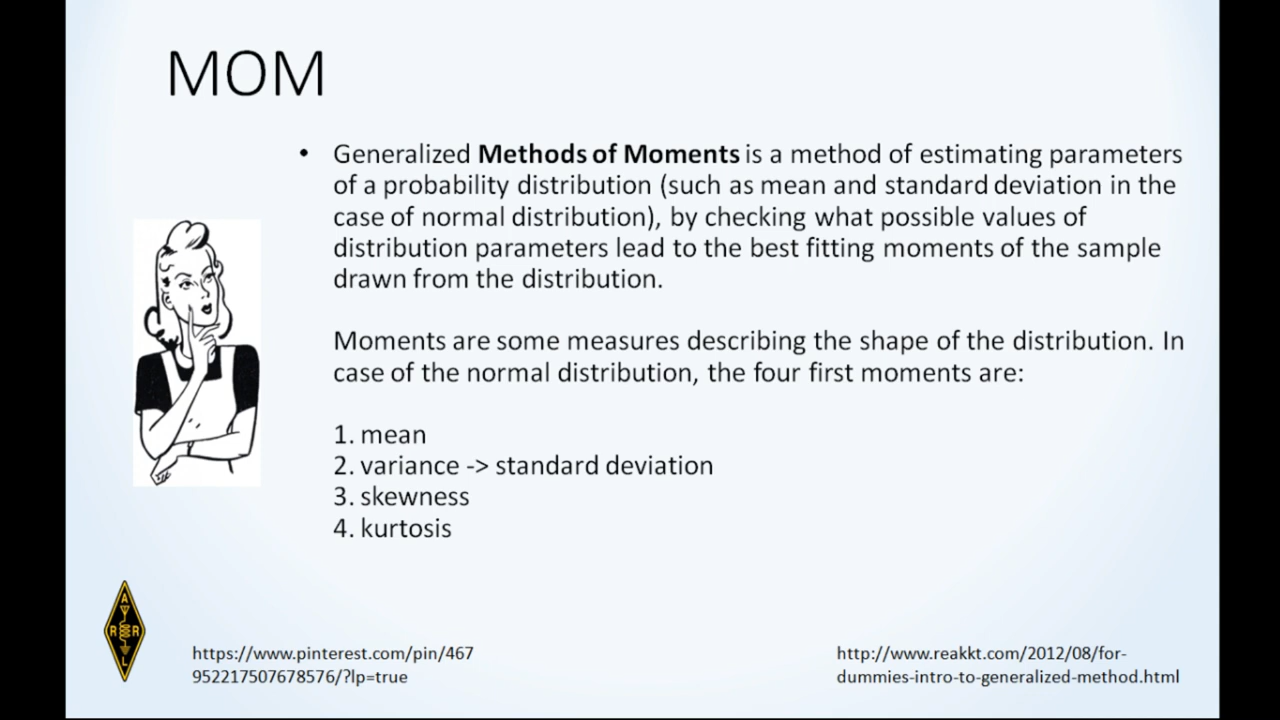 MOM
• Generalized Methods of Moments is a method of estimating parameters
of a probability distribution (such as mean and standard deviation in the
case of normal distribution), by checking what possible values of
distribution parameters lead to the best fitting moments of the sample
drawn from the distribution.
Moments are some measures describing the shape of the distribution. In
case of the normal distribution, the four first moments are:
1. mean
2. variance -> standard deviation
3. skewness
4. kurtosis
A
R R
L
https://www.pinterest.com/pin/467
952217507678576/?lp=true
http://www.reakkt.com/2012/08/for-
dummies-intro-to-generalized-method.html